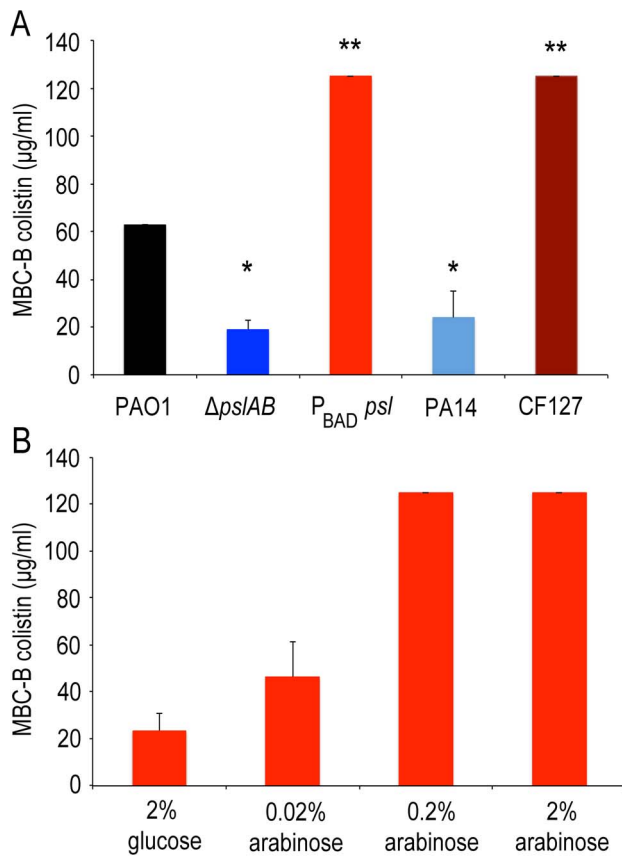 A
MBC-B colistin (µg/ml)
140
120
100
80
60
40
20
0
* ** * **
PAO1 ΔpslAB P_BAD psl PA14 CF127
B
MBC-B colistin (µg/ml)
140
120
100
80
60
40
20
0
2% 0.02% 0.2% 2%
glucose arabinose arabinose arabinose